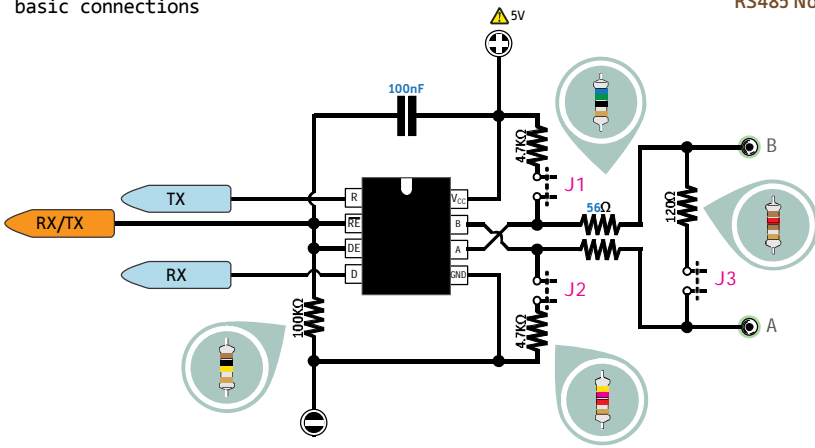 basic connections
RS485 No
5V
100nF
4.7KΩ
J1
B
TX
R
Vcc
56Ω
120Ω
RX/TX
RE
B
DE
A
RX
D
GND
J2
J3
100KΩ
4.7KΩ
A